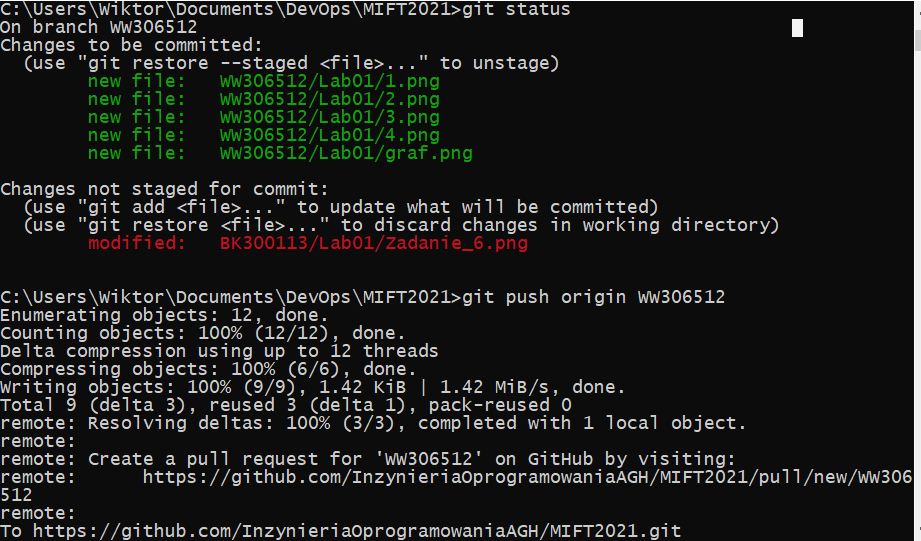 C:\Users\Wiktor\Documents\DevOps\MIFT2021>git status
On branch WW306512
Changes to be committed:
  (use "git restore --staged <file>..." to unstage)
        new file:   WW306512/Lab01/1.png
        new file:   WW306512/Lab01/2.png
        new file:   WW306512/Lab01/3.png
        new file:   WW306512/Lab01/4.png
        new file:   WW306512/Lab01/graf.png

Changes not staged for commit:
  (use "git add <file>..." to update what will be committed)
  (use "git restore <file>..." to discard changes in working directory)
        modified:   BK300113/Lab01/Zadanie_6.png

C:\Users\Wiktor\Documents\DevOps\MIFT2021>git push origin WW306512
Enumerating objects: 12, done.
Counting objects: 100% (12/12), done.
Delta compression using up to 12 threads
Compressing objects: 100% (6/6), done.
Writing objects: 100% (9/9), 1.42 KiB | 1.42 MiB/s, done.
Total 9 (delta 3), reused 3 (delta 1), pack-reused 0
remote: Resolving deltas: 100% (3/3), completed with 1 local object.
remote:
remote: Create a pull request for 'WW306512' on GitHub by visiting:
remote:      https://github.com/InzynieriaOprogramowaniaAGH/MIFT2021/pull/new/WW306
512
remote:
To https://github.com/InzynieriaOprogramowaniaAGH/MIFT2021.git